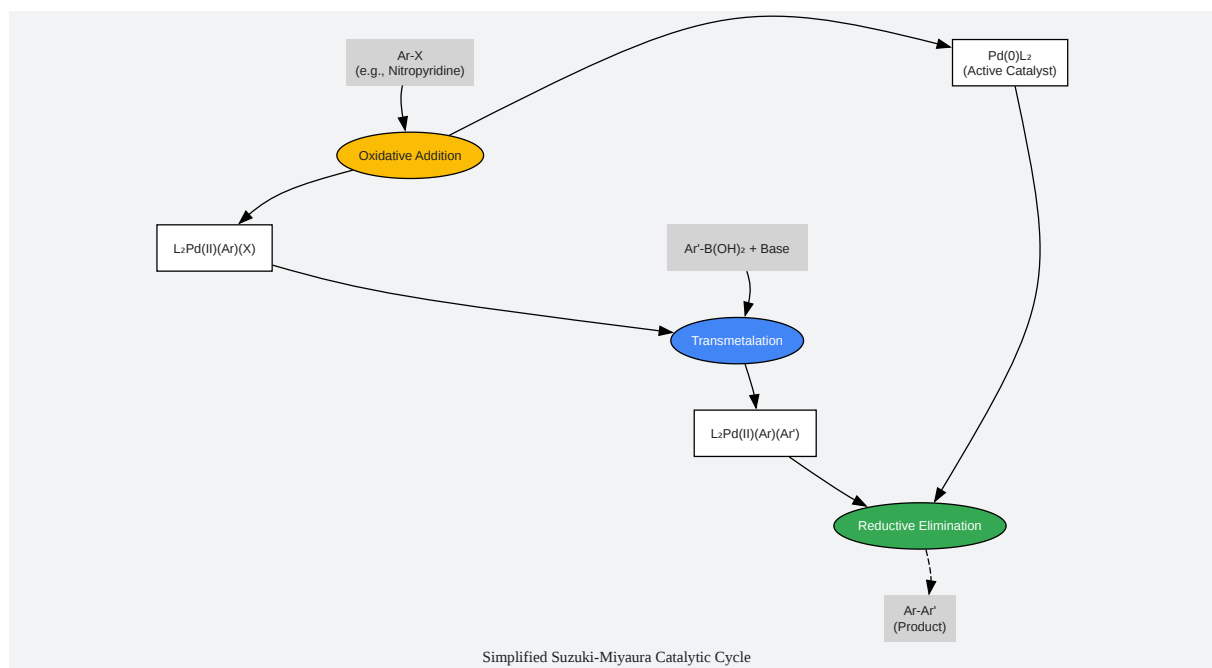 Ar-X
(e.g., Nitropyridine)
Pd(0)L₂
(Active Catalyst)
Oxidative Addition
L₂Pd(II)(Ar)(X)
Ar'-B(OH)₂ + Base
Transmetalation
L₂Pd(II)(Ar)(Ar')
Reductive Elimination
Ar-Ar'
(Product)
Simplified Suzuki-Miyaura Catalytic Cycle